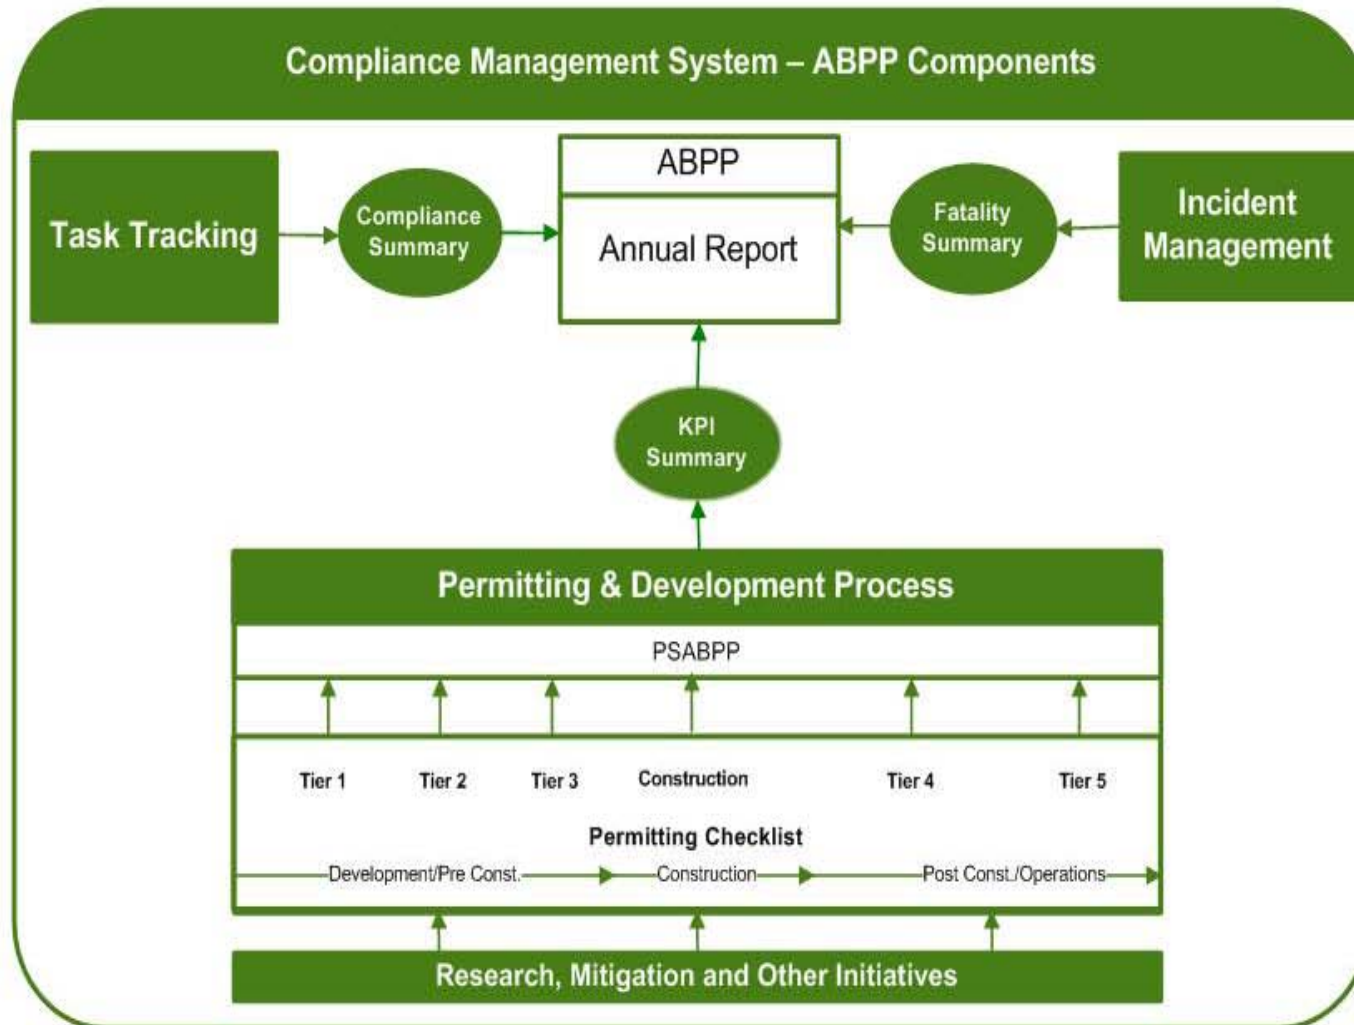 Compliance Management System – ABPP Components
Task Tracking
Compliance
Summary
ABPP
Annual Report
Fatality
Summary
Incident
Management
KPI
Summary
Permitting & Development Process
PSABPP
Tier 1
Tier 2
Tier 3
Construction
Tier 4
Tier 5
Permitting Checklist
Development/Pre Const.
Construction
Post Const./Operations
Research, Mitigation and Other Initiatives